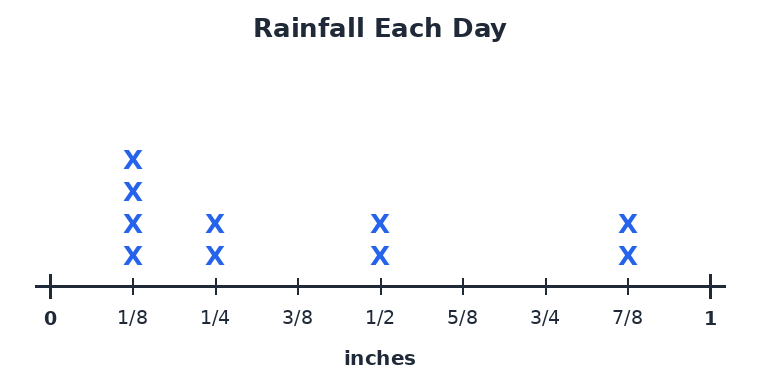 Rainfall Each Day
X
X
X X X X
X X X X
0 1/8 1/4 3/8 1/2 5/8 3/4 7/8 1
inches